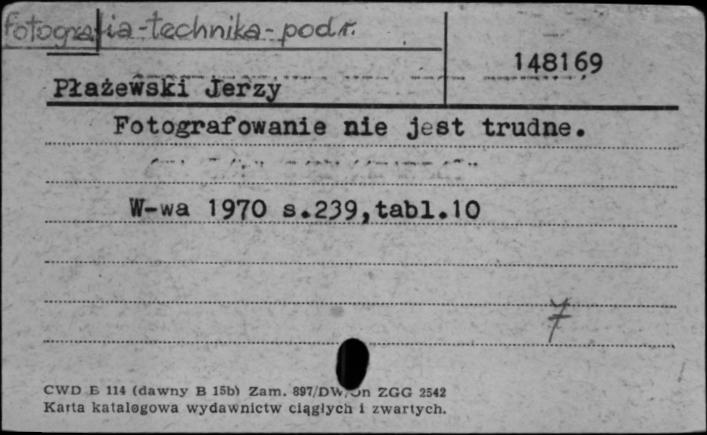 fotografia-technika-podr.
148169
Płażewski Jerzy
Fotografowanie nie jest trudne.
W-wa 1970 s.239,tabl.10
7
CWD B 114 (dawny B 15b) Zam. 897/DW/Jn ZGG 2542
Karta katalogowa wydawnictw ciągłych i zwartych.